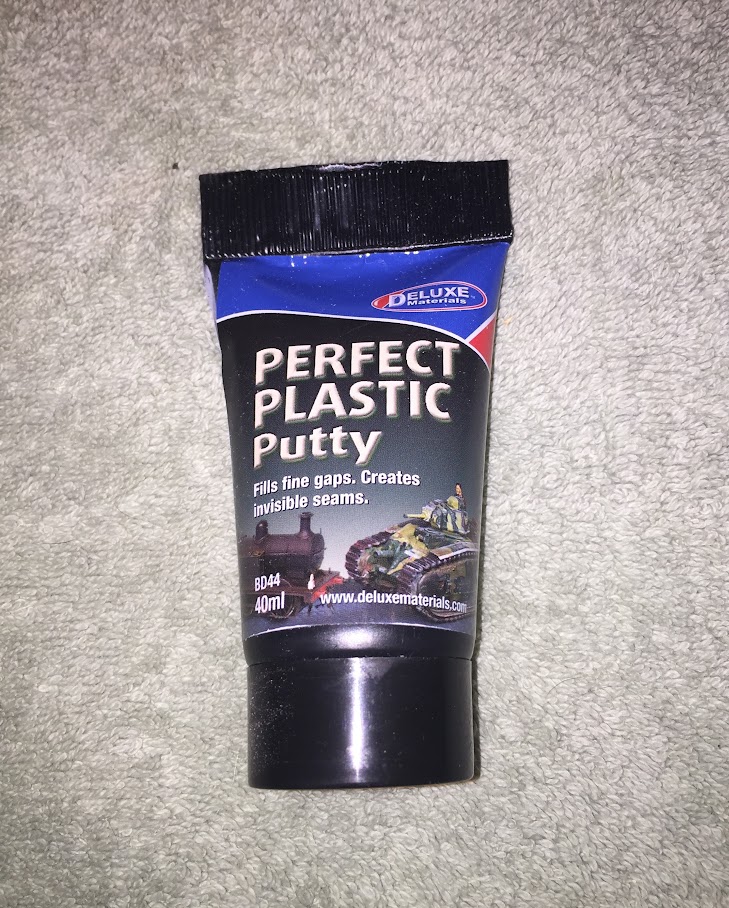 DELUXE
Materials
PERFECT
PLASTIC
Putty
Fills fine gaps. Creates
invisible seams.
BD44
40ml
www.deluxematerials.com